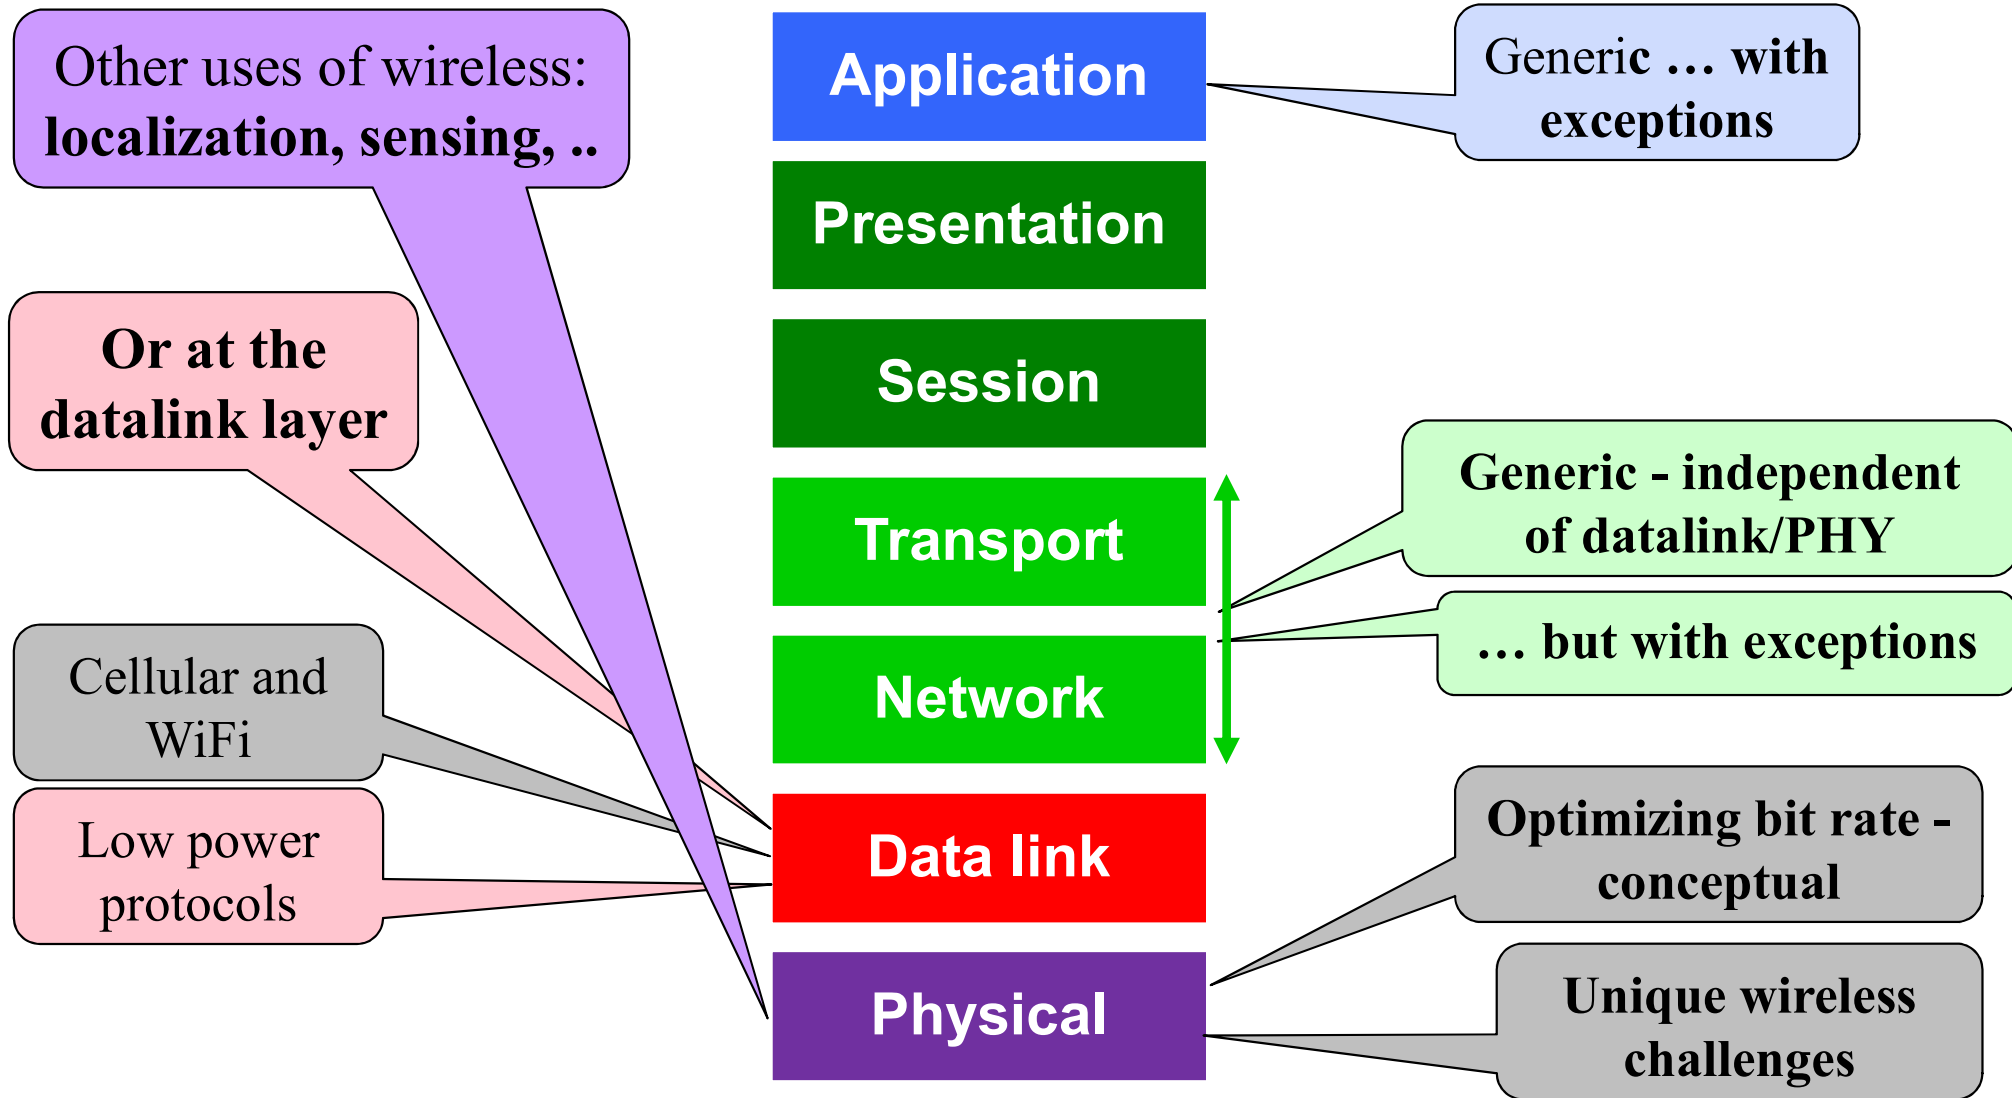 Other uses of wireless:
localization, sensing, ..
Or at the
datalink layer
Cellular and
WiFi
Low power
protocols
Application
Presentation
Session
Transport
Network
Data link
Physical
Generic … with
exceptions
Generic - independent
of datalink/PHY
… but with exceptions
Optimizing bit rate -
conceptual
Unique wireless
challenges